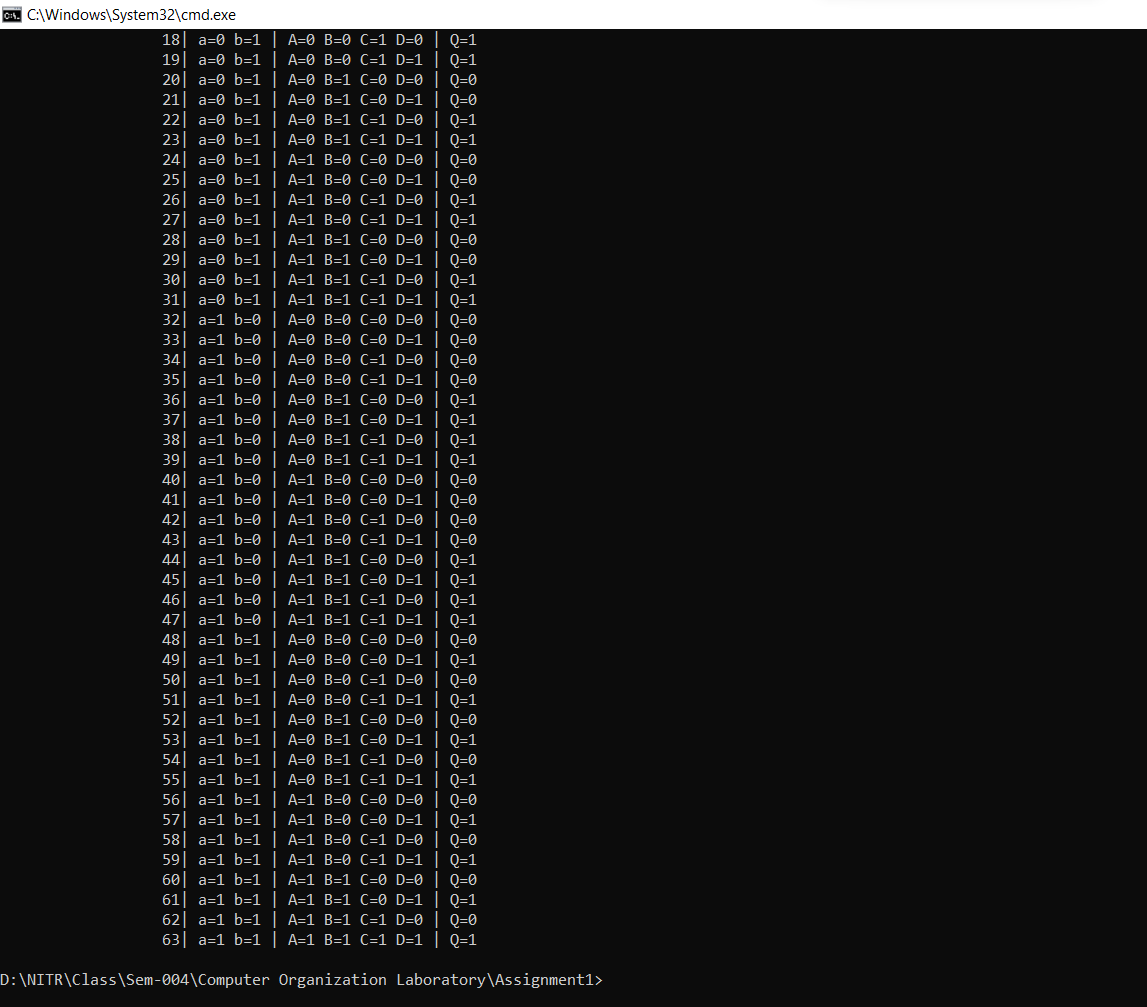 C:\Windows\System32\cmd.exe
18| a=0 b=1 | A=0 B=0 C=1 D=0 | Q=1
19| a=0 b=1 | A=0 B=0 C=1 D=1 | Q=1
20| a=0 b=1 | A=0 B=1 C=0 D=0 | Q=0
21| a=0 b=1 | A=0 B=1 C=0 D=1 | Q=0
22| a=0 b=1 | A=0 B=1 C=1 D=0 | Q=1
23| a=0 b=1 | A=0 B=1 C=1 D=1 | Q=1
24| a=0 b=1 | A=1 B=0 C=0 D=0 | Q=0
25| a=0 b=1 | A=1 B=0 C=0 D=1 | Q=0
26| a=0 b=1 | A=1 B=0 C=1 D=0 | Q=1
27| a=0 b=1 | A=1 B=0 C=1 D=1 | Q=1
28| a=0 b=1 | A=1 B=1 C=0 D=0 | Q=0
29| a=0 b=1 | A=1 B=1 C=0 D=1 | Q=0
30| a=0 b=1 | A=1 B=1 C=1 D=0 | Q=1
31| a=0 b=1 | A=1 B=1 C=1 D=1 | Q=1
32| a=1 b=0 | A=0 B=0 C=0 D=0 | Q=0
33| a=1 b=0 | A=0 B=0 C=0 D=1 | Q=0
34| a=1 b=0 | A=0 B=0 C=1 D=0 | Q=0
35| a=1 b=0 | A=0 B=0 C=1 D=1 | Q=0
36| a=1 b=0 | A=0 B=1 C=0 D=0 | Q=1
37| a=1 b=0 | A=0 B=1 C=0 D=1 | Q=1
38| a=1 b=0 | A=0 B=1 C=1 D=0 | Q=1
39| a=1 b=0 | A=0 B=1 C=1 D=1 | Q=1
40| a=1 b=0 | A=1 B=0 C=0 D=0 | Q=0
41| a=1 b=0 | A=1 B=0 C=0 D=1 | Q=0
42| a=1 b=0 | A=1 B=0 C=1 D=0 | Q=0
43| a=1 b=0 | A=1 B=0 C=1 D=1 | Q=0
44| a=1 b=0 | A=1 B=1 C=0 D=0 | Q=1
45| a=1 b=0 | A=1 B=1 C=0 D=1 | Q=1
46| a=1 b=0 | A=1 B=1 C=1 D=0 | Q=1
47| a=1 b=0 | A=1 B=1 C=1 D=1 | Q=1
48| a=1 b=1 | A=0 B=0 C=0 D=0 | Q=0
49| a=1 b=1 | A=0 B=0 C=0 D=1 | Q=1
50| a=1 b=1 | A=0 B=0 C=1 D=0 | Q=0
51| a=1 b=1 | A=0 B=0 C=1 D=1 | Q=1
52| a=1 b=1 | A=0 B=1 C=0 D=0 | Q=0
53| a=1 b=1 | A=0 B=1 C=0 D=1 | Q=1
54| a=1 b=1 | A=0 B=1 C=1 D=0 | Q=0
55| a=1 b=1 | A=0 B=1 C=1 D=1 | Q=1
56| a=1 b=1 | A=1 B=0 C=0 D=0 | Q=0
57| a=1 b=1 | A=1 B=0 C=0 D=1 | Q=1
58| a=1 b=1 | A=1 B=0 C=1 D=0 | Q=0
59| a=1 b=1 | A=1 B=0 C=1 D=1 | Q=1
60| a=1 b=1 | A=1 B=1 C=0 D=0 | Q=0
61| a=1 b=1 | A=1 B=1 C=0 D=1 | Q=1
62| a=1 b=1 | A=1 B=1 C=1 D=0 | Q=0
63| a=1 b=1 | A=1 B=1 C=1 D=1 | Q=1
D:\NITR\Class\Sem-004\Computer Organization Laboratory\Assignment1>